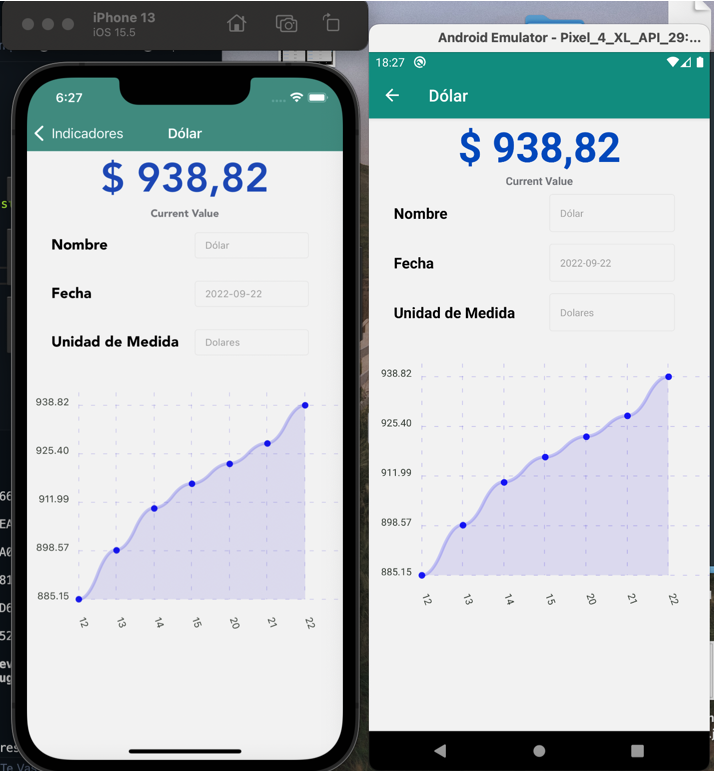 iPhone 13
iOS 15.5
6:27
Indicadores
Dólar
$ 938,82
Current Value
Nombre
Dólar
Fecha
2022-09-22
Unidad de Medida
Dolares
938.82
925.40
911.99
898.57
885.15
12
13
14
15
20
21
22
Android Emulator - Pixel_4_XL_API_29:...
18:27
Dólar
$ 938,82
Current Value
Nombre
Dólar
Fecha
2022-09-22
Unidad de Medida
Dolares
938.82
925.40
911.99
898.57
885.15
12
13
14
15
20
21
22